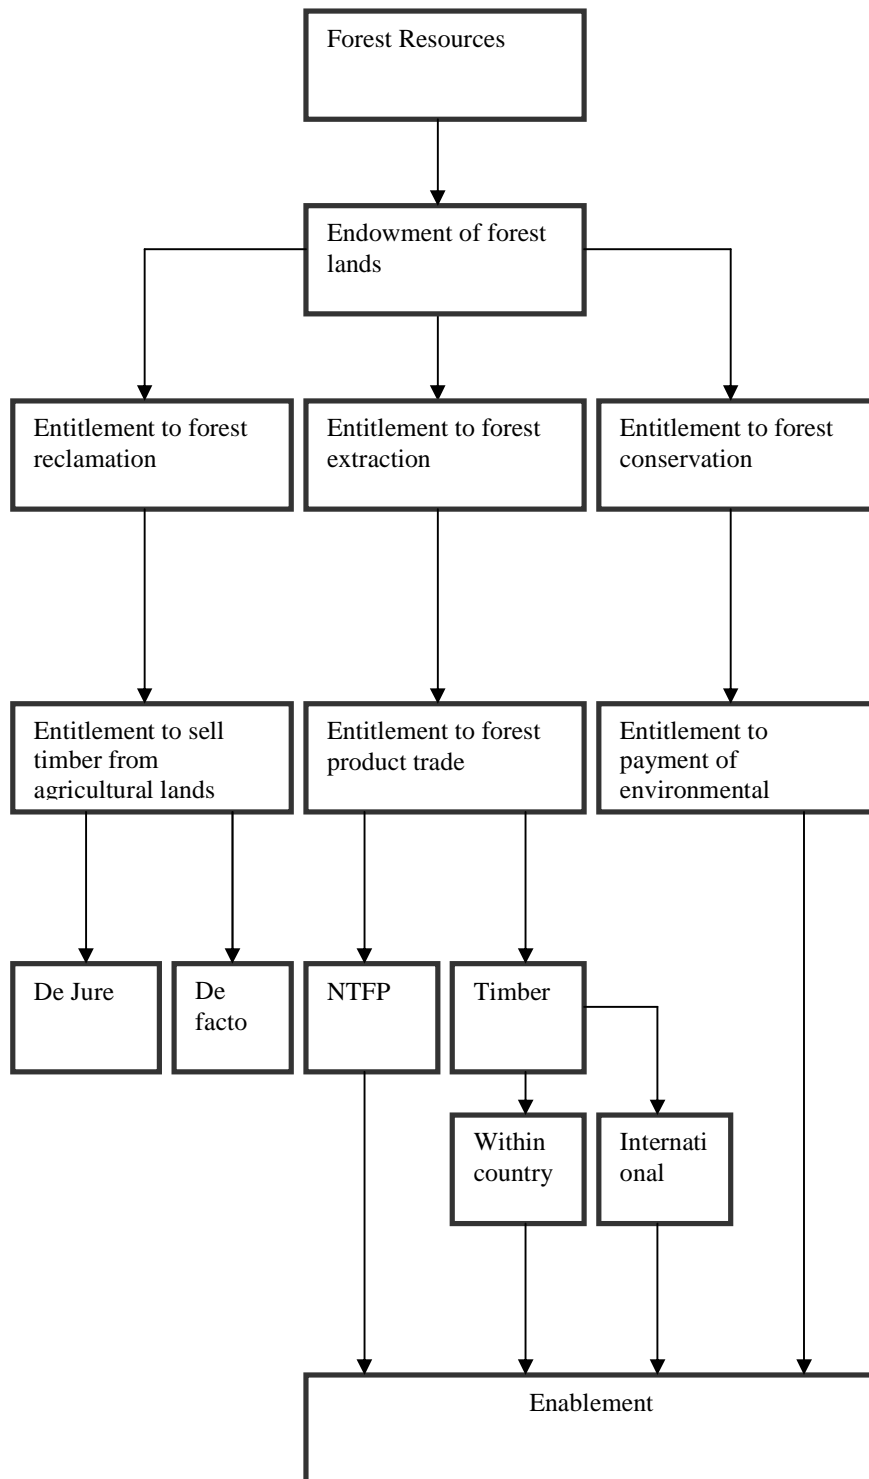 Forest Resources
Endowment of forest
lands
Entitlement to forest
reclamation
Entitlement to forest
extraction
Entitlement to forest
conservation
Entitlement to sell
timber from
agricultural lands
Entitlement to forest
product trade
Entitlement to
payment of
environmental
De Jure
De
facto
NTFP
Timber
Within
country
Internati
onal
Enablement